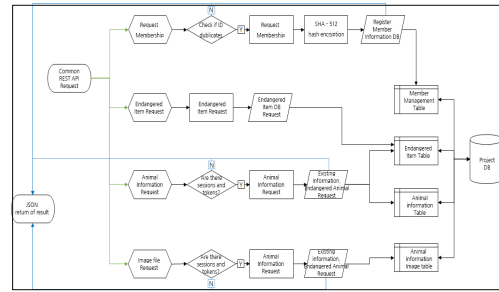 N
Request
Membership
Check if ID
dublicates
Y
Request
Membership
SHA - 512
hash encrotion
Register
Member
Information DB
Common
REST API
Request
Member
Management
Table
Endangered
Item Request
Endangered
Item Request
Endangered
Item DB
Request
Endangered
Item Table
Project
DB
N
Animal
Information
Request
Are there
sessions and
tokens?
Y
Animal
Information
Request
Existing
information,
Endangered Animal
Request
JSON
return of result
Animal
information
Table
Image file
Request
Are there
sessions and
tokens?
Y
Animal
Information
Request
Existing
information,
Endangered Animal
Request
Animal
information
Image table
N